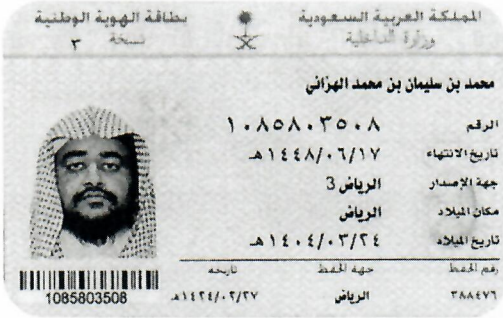 المملكة العربية السعودية
وزارة الداخلية
بطاقة الهوية الوطنية
نسخة ٣
محمد بن سليمان بن محمد الهزاني
الرقم ١٠٨٥٨٠٣٥٠٨
تاريخ الانتهاء ١٤٤٨/٠٦/١٧هـ
جهة الإصدار الرياض 3
مكان الميلاد الرياض
تاريخ الميلاد ١٤٠٤/٠٣/٢٤ هـ
رقم الحفظ جهة الحفظ تاريخه
٣٨٨٤٧٦ الرياض ١٤٢٤/٠٢/٢٧هـ
1085803508